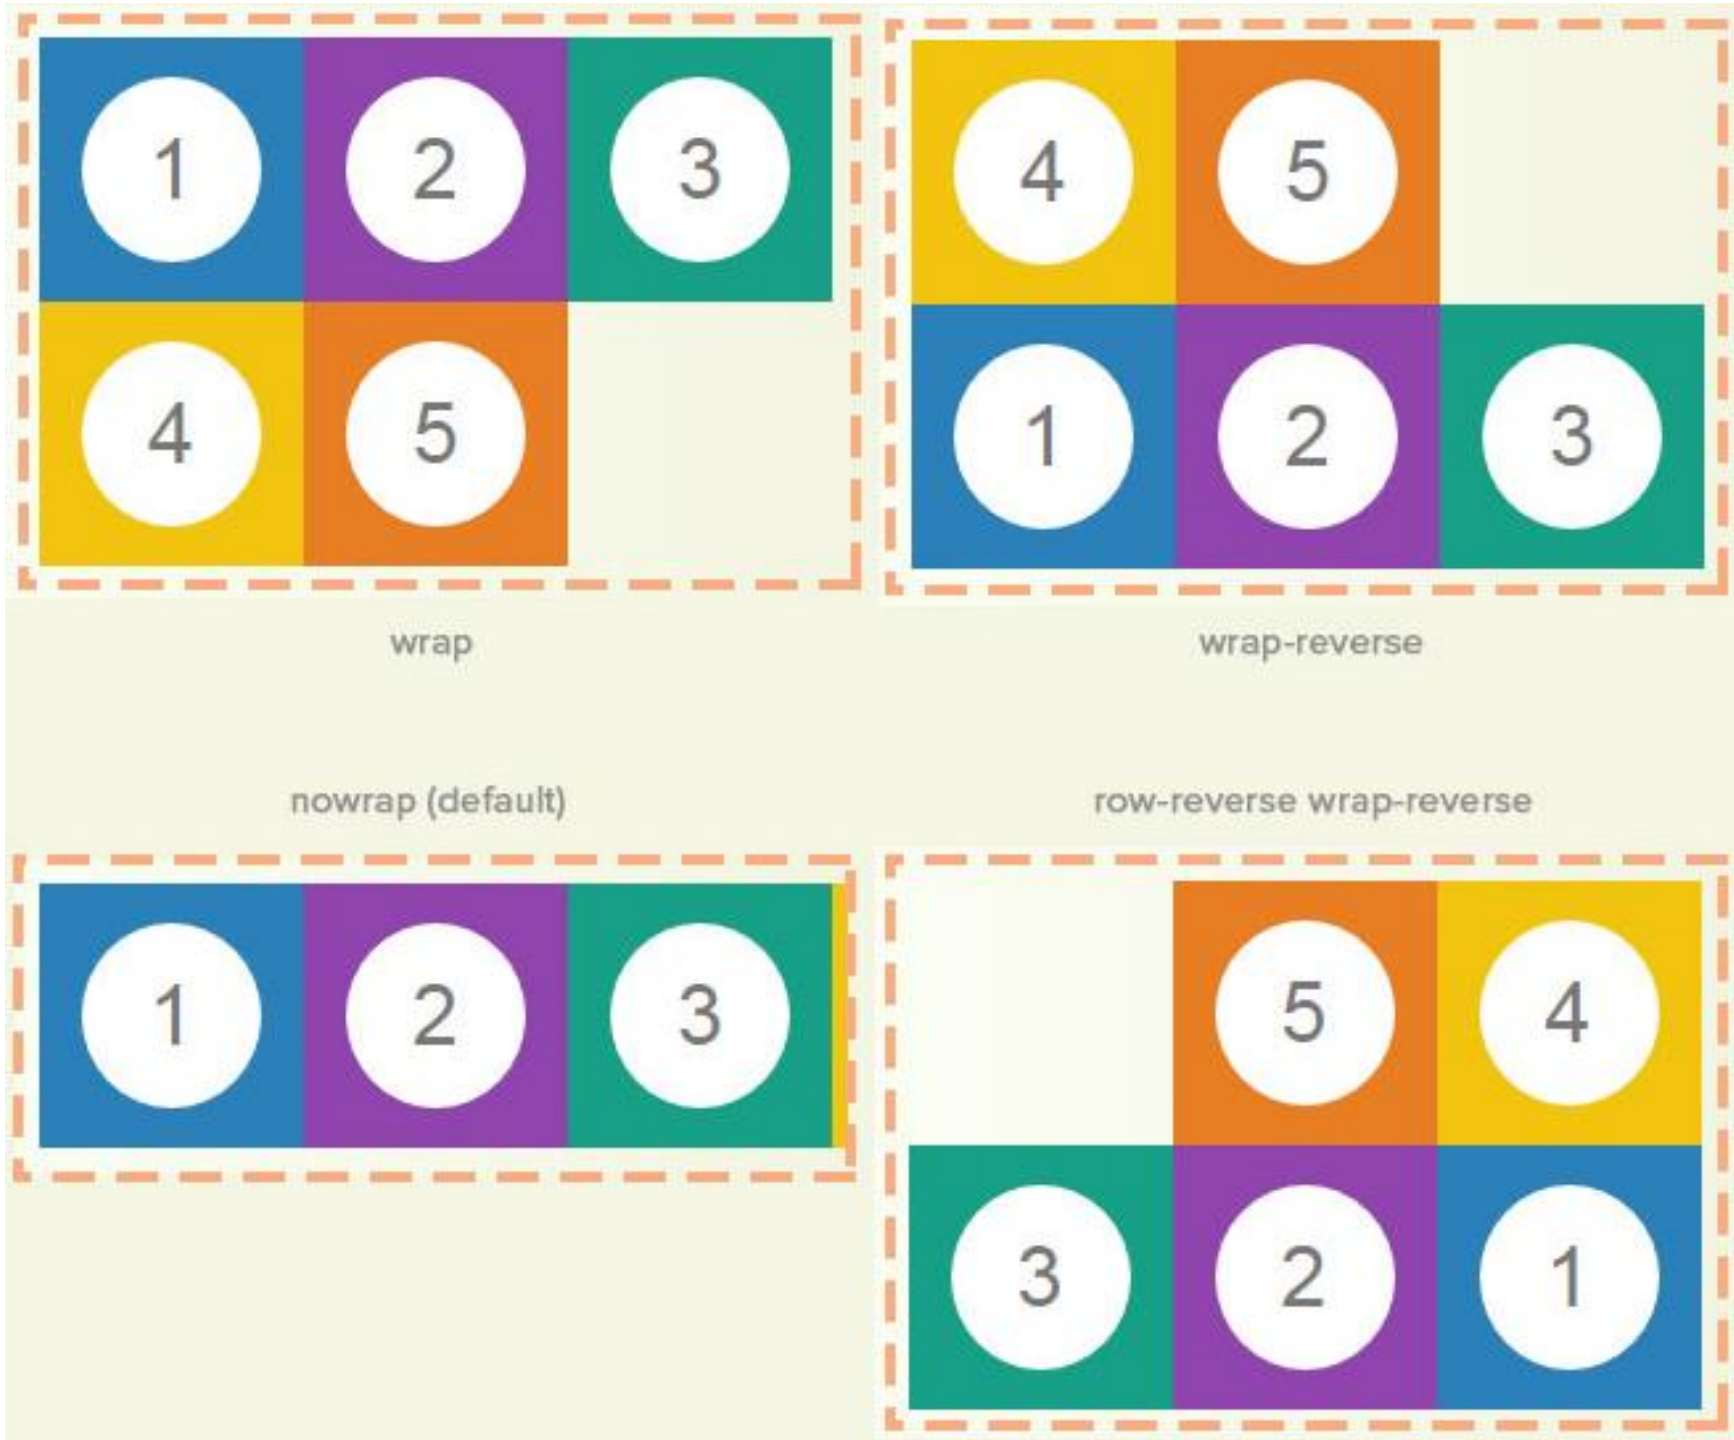 1 2 3
4 5
wrap
4 5
1 2 3
wrap-reverse
nowrap (default)
1 2 3
row-reverse wrap-reverse
5 4
3 2 1